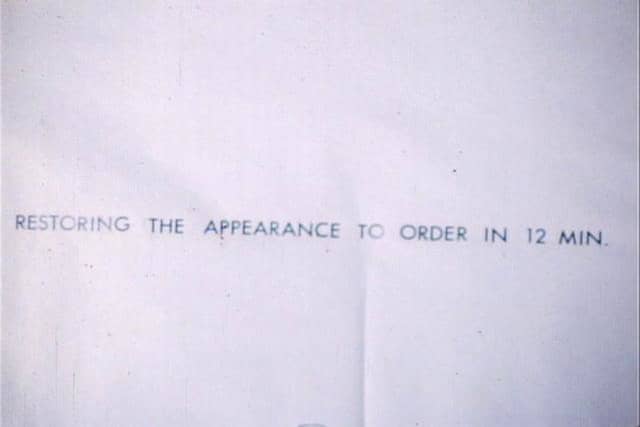 RESTORING THE APPEARANCE TO ORDER IN 12 MIN.